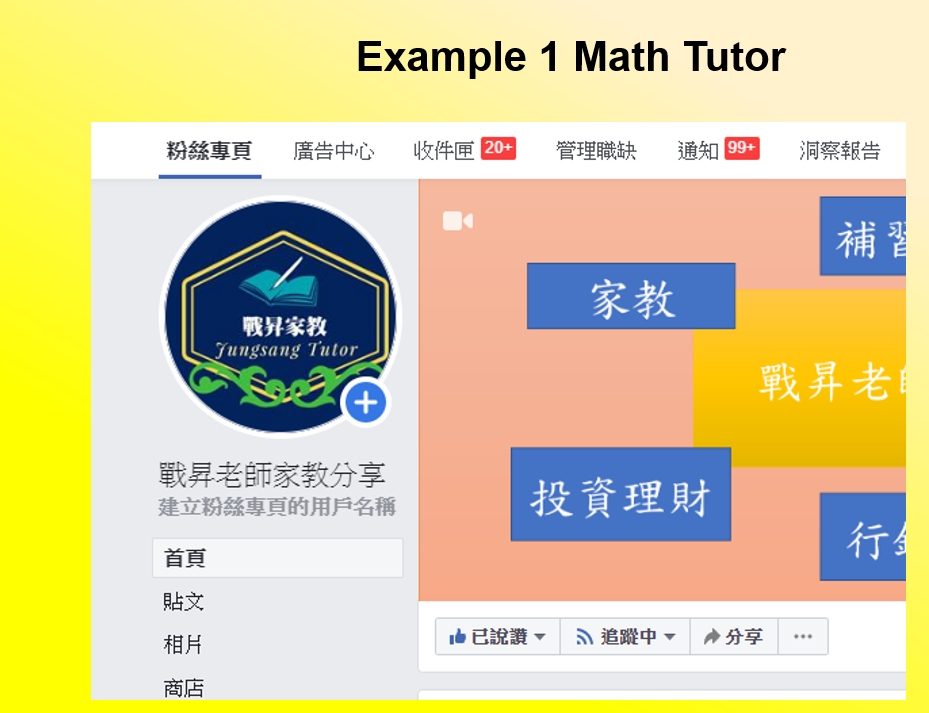 Example 1 Math Tutor
粉絲專頁 廣告中心 收件匣 20+ 管理職缺 通知 99+ 洞察報告
補習
家教
戰昇家教
Jungsang Tutor
戰昇老
投資理財
行
戰昇老師家教分享
建立粉絲專頁的用戶名稱
首頁
貼文
相片
商店
已說讚 追蹤中 分享 ...